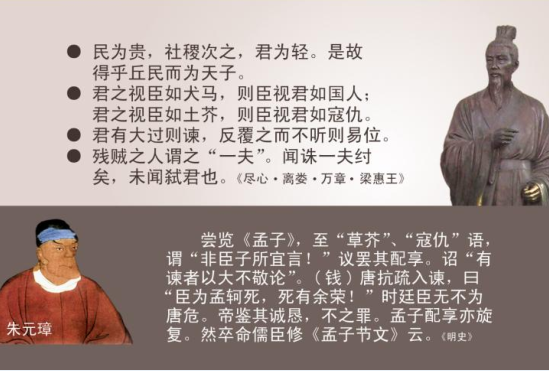 ● 民为贵，社稷次之，君为轻。是故
得乎丘民而为天子。
● 君之视臣如犬马，则臣视君如国人；
君之视臣如土芥，则臣视君如寇仇。
● 君有大过则谏，反覆之而不听则易位。
● 残贼之人谓之“一夫”。闻诛一夫纣
矣，未闻弑君也。《尽心·离娄·万章·梁惠王》
尝览《孟子》，至“草芥”、“寇仇”语，
谓“非臣子所宜言！”议罢其配享。诏“有
谏者以大不敬论”。（钱）唐抗疏入谏，曰
“臣为孟轲死，死有余荣！”时廷臣无不为
唐危。帝鉴其诚恳，不之罪。孟子配享亦旋
复。然卒命儒臣修《孟子节文》云。《明史》
朱元璋